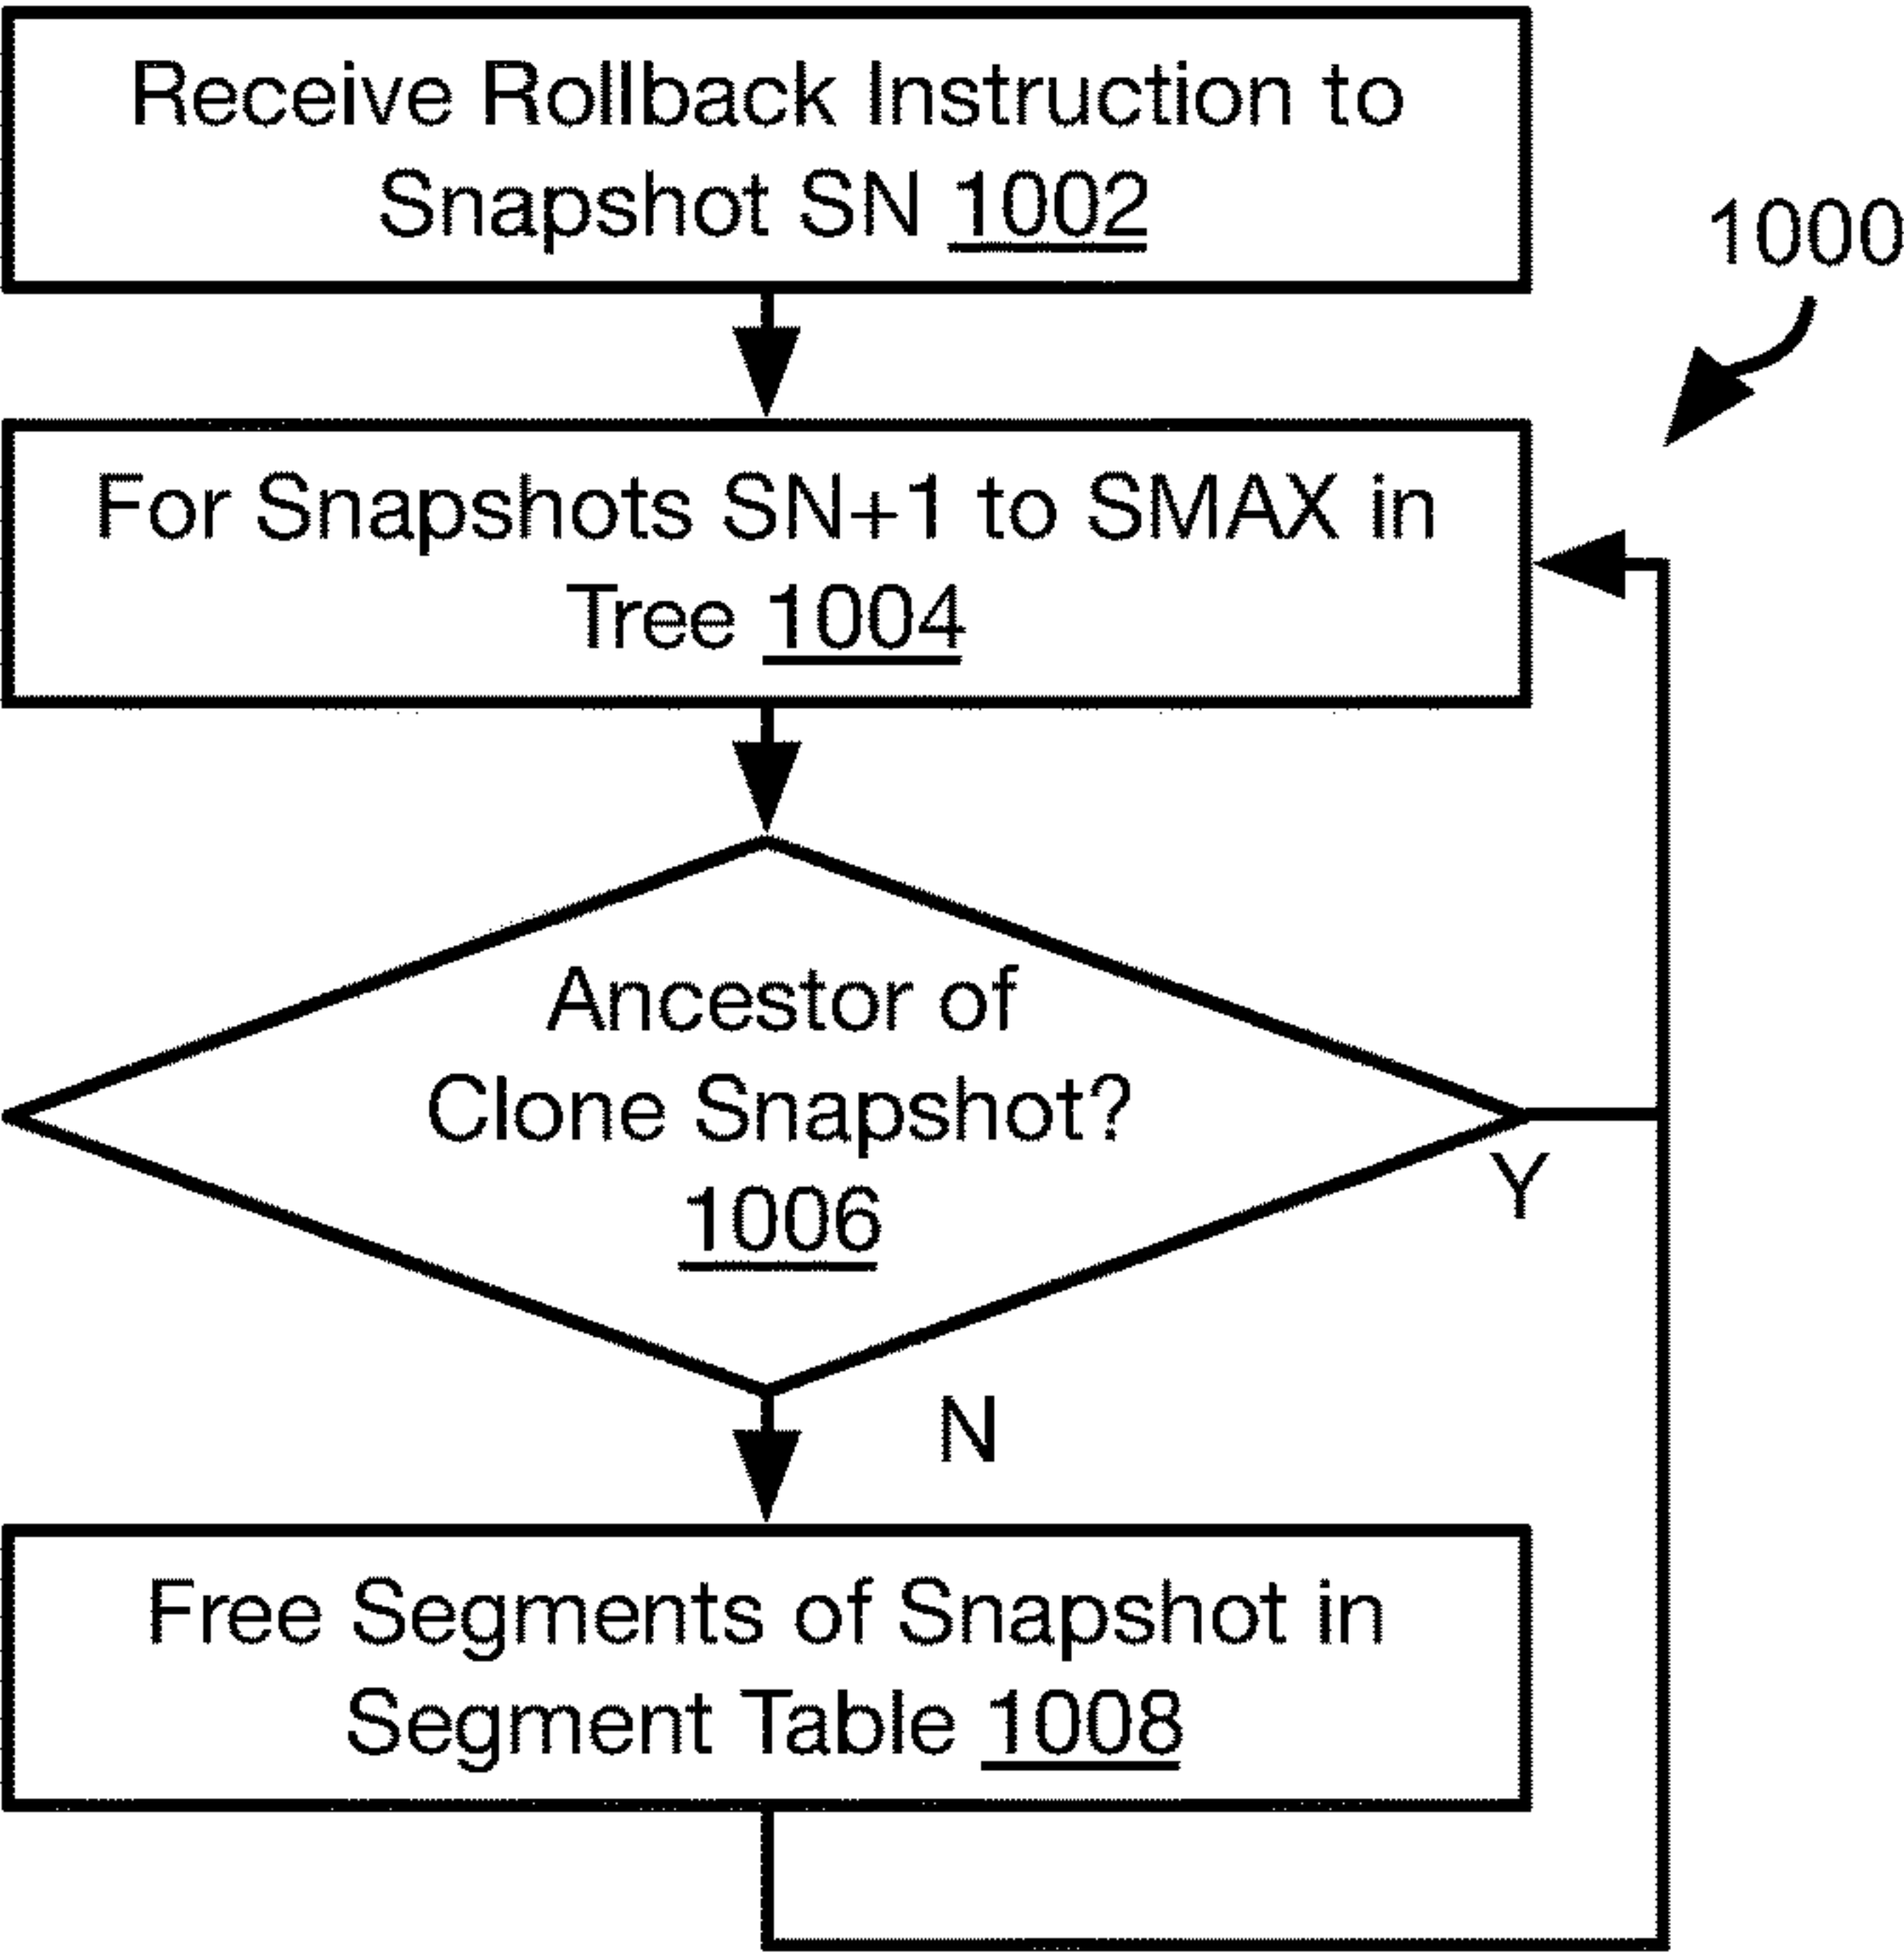 Receive Rollback Instruction to
Snapshot SN 1002
1000
For Snapshots SN+1 to SMAX in
Tree 1004
Ancestor of
Clone Snapshot?
1006
Y
N
Free Segments of Snapshot in
Segment Table 1008